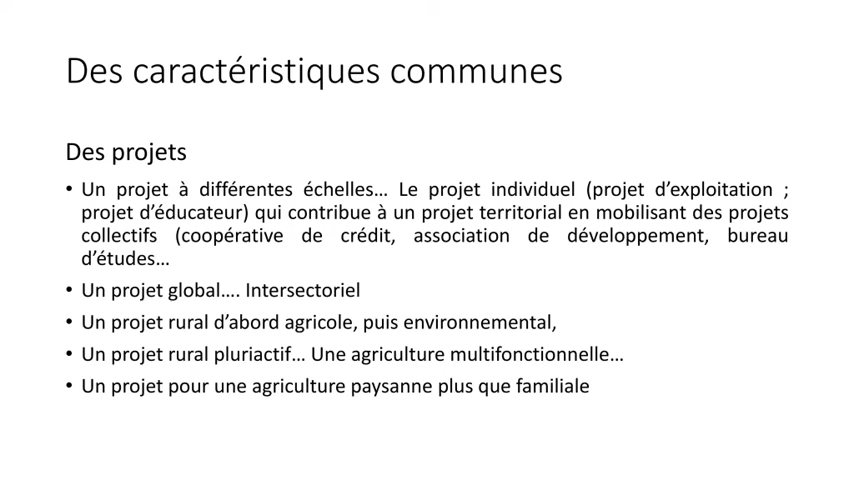 Des caractéristiques communes
Des projets
• Un projet à différentes échelles… Le projet individuel (projet d’exploitation ;
projet d’éducateur) qui contribue à un projet territorial en mobilisant des projets
collectifs (coopérative de crédit, association de développement, bureau
d’études…
• Un projet global…. Intersectoriel
• Un projet rural d’abord agricole, puis environnemental,
• Un projet rural pluriactif… Une agriculture multifonctionnelle…
• Un projet pour une agriculture paysanne plus que familiale